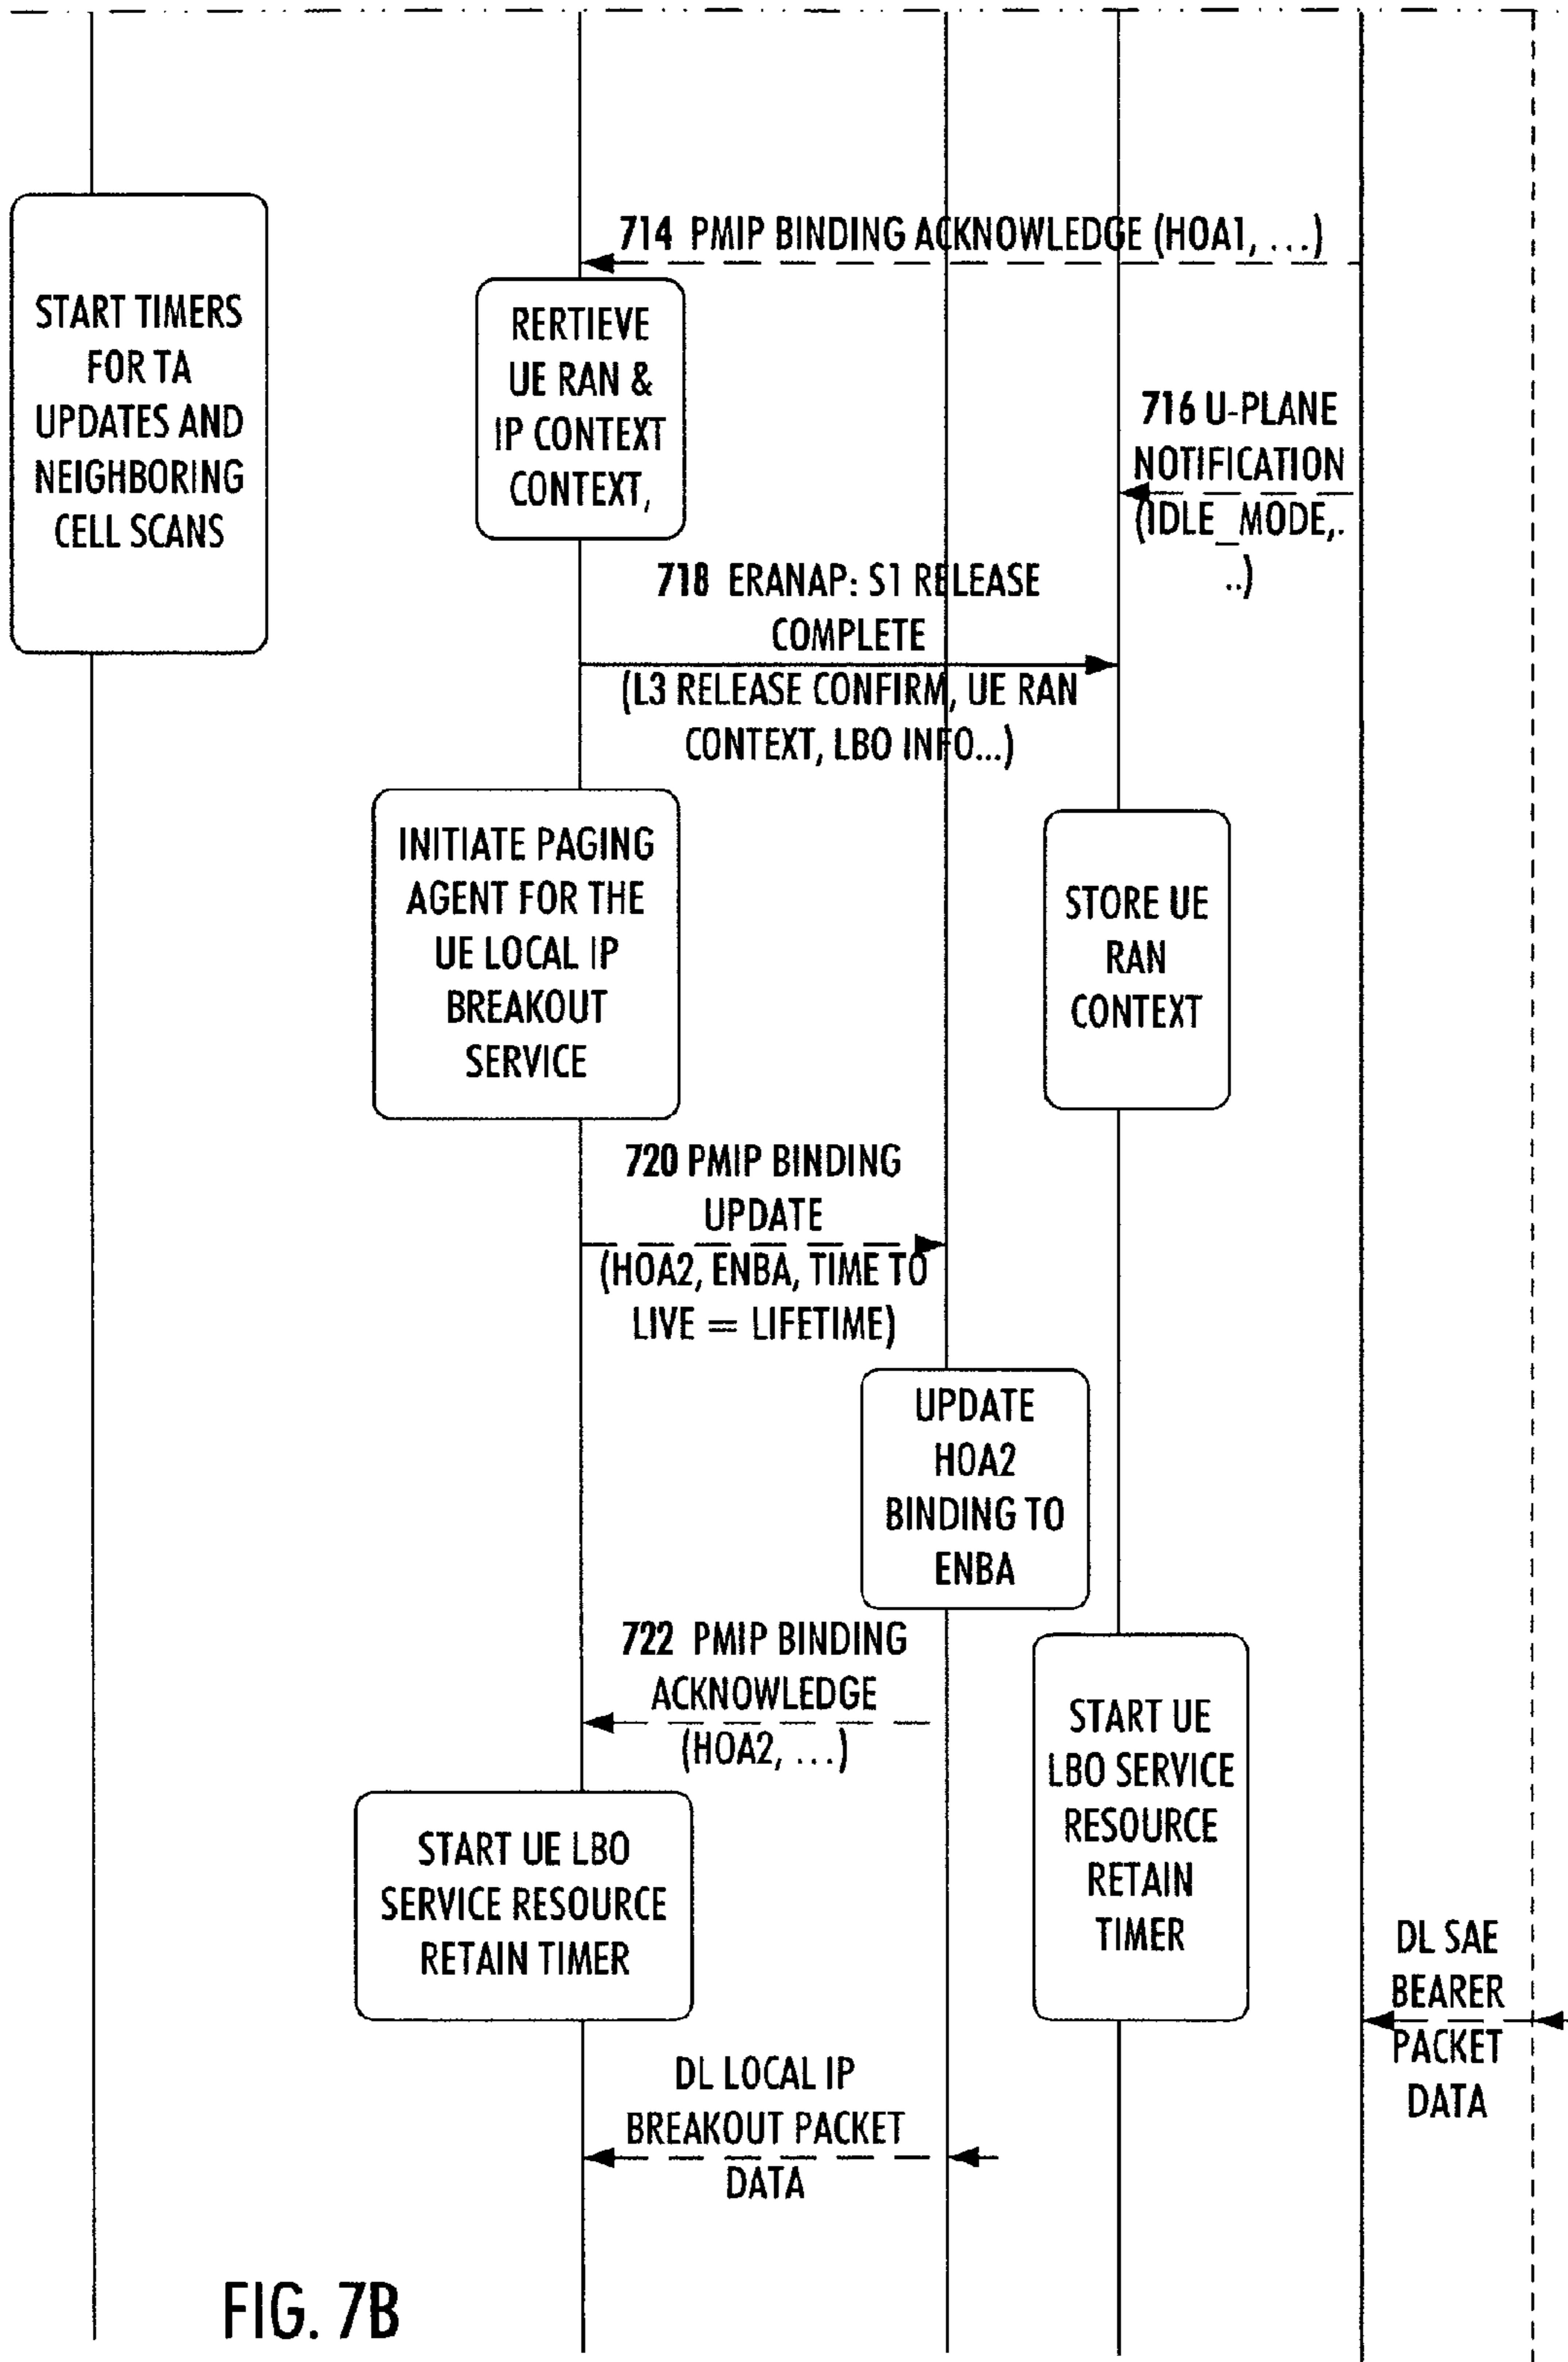 714 PMIP BINDING ACKNOWLEDGE (HOA1, ...)
START TIMERS
FOR TA
UPDATES AND
NEIGHBORING
CELL SCANS
RERTIEVE
UE RAN &
IP CONTEXT
CONTEXT,
716 U-PLANE
NOTIFICATION
(IDLE_MODE,.
..)
718 ERANAP: S1 RELEASE
COMPLETE
(L3 RELEASE CONFIRM, UE RAN
CONTEXT, LBO INFO...)
INITIATE PAGING
AGENT FOR THE
UE LOCAL IP
BREAKOUT
SERVICE
STORE UE
RAN
CONTEXT
720 PMIP BINDING
UPDATE
(HOA2, ENBA, TIME TO
LIVE = LIFETIME)
UPDATE
HOA2
BINDING TO
ENBA
722 PMIP BINDING
ACKNOWLEDGE
(HOA2, ...)
START UE
LBO SERVICE
RESOURCE
RETAIN
TIMER
START UE LBO
SERVICE RESOURCE
RETAIN TIMER
DL SAE
BEARER
PACKET
DATA
DL LOCAL IP
BREAKOUT PACKET
DATA
FIG. 7B